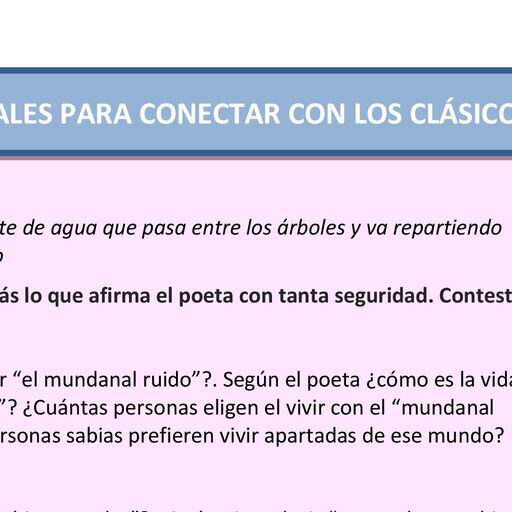 ALES PARA CONECTAR CON LOS CLÁSICO
te de agua que pasa entre los árboles y va repartiendo
o
ás lo que afirma el poeta con tanta seguridad. Contest
r “el mundanal ruido”?. Según el poeta ¿cómo es la vida
”? ¿Cuántas personas eligen el vivir con el “mundanal
rsonas sabias prefieren vivir apartadas de ese mundo?